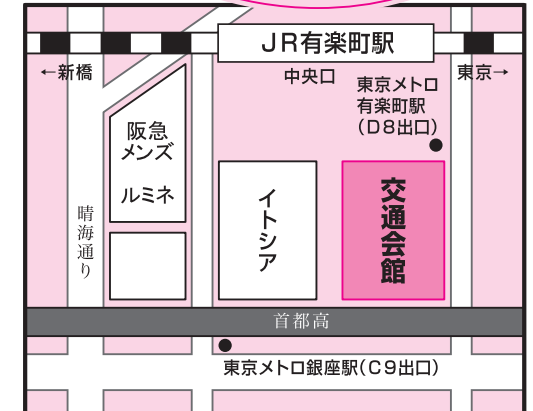 JR有楽町駅
←新橋
中央口
東京→
東京メトロ
有楽町駅
(D8出口)
阪急
メンズ
ルミネ
イトシア
交通会館
晴海通り
首都高
東京メトロ銀座駅(C9出口)